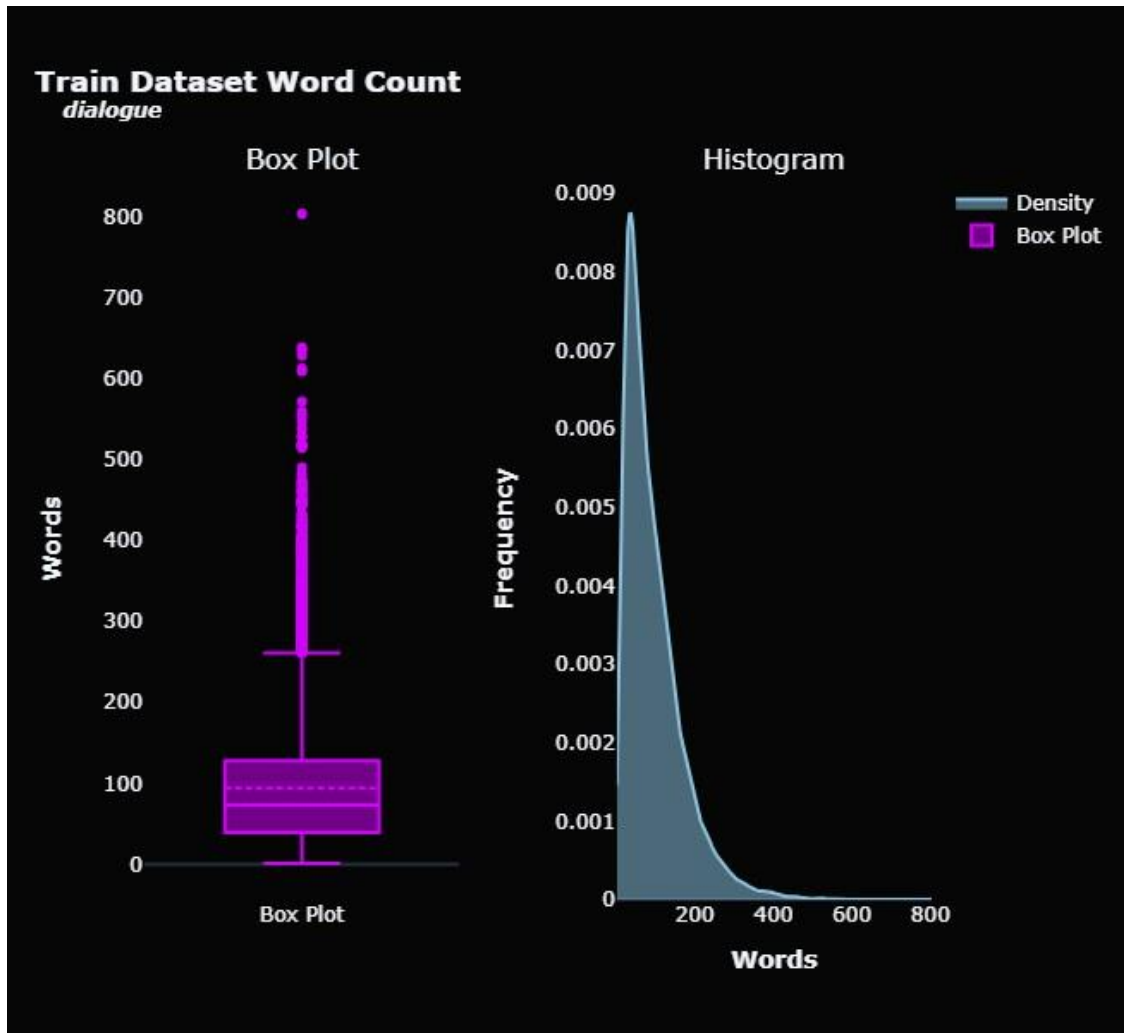 Train Dataset Word Count
dialogue
Box Plot
800
700
600
500
400
300
200
100
0
Words
Box Plot
Histogram
0.009
0.008
0.007
0.006
0.005
0.004
0.003
0.002
0.001
0
Frequency
200 400 600 800
Words
Density
Box Plot